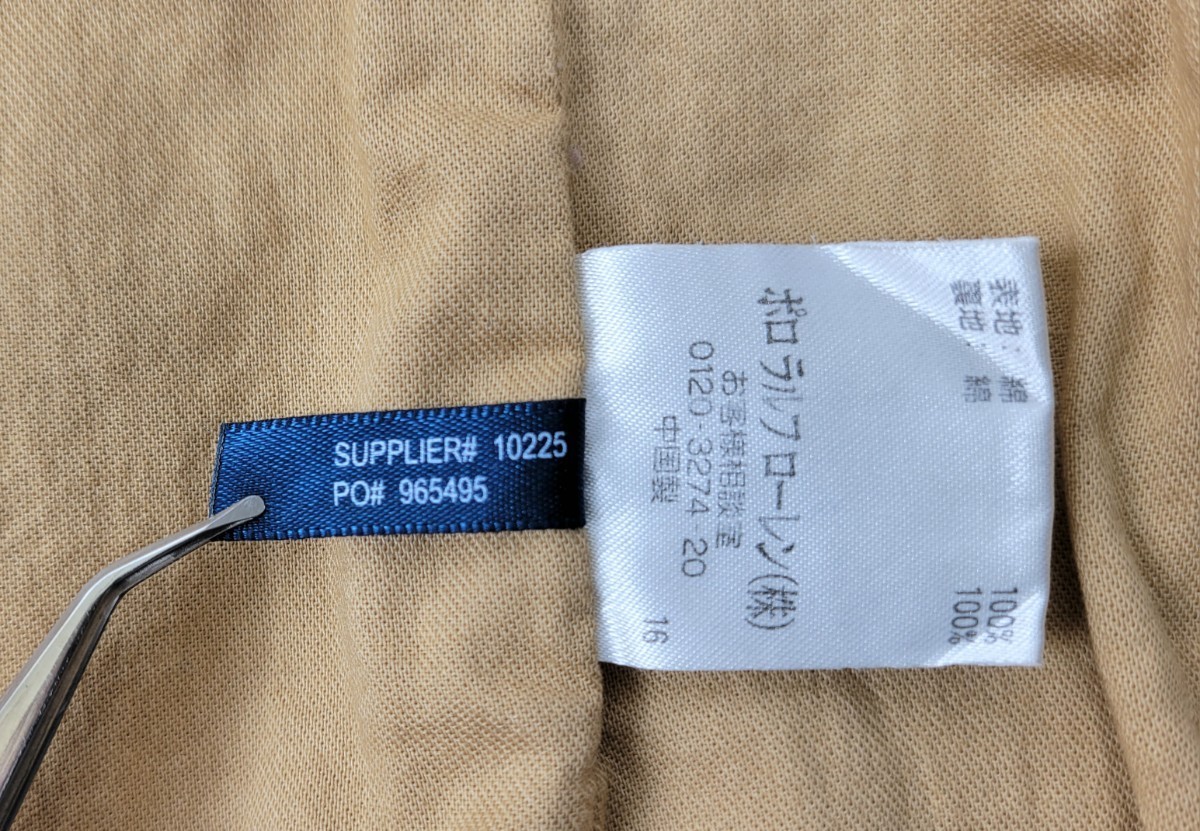 SUPPLIER# 10225
PO# 965495
表地: 綿 100%
裏地: 綿 100%
ポロ ラルフ ローレン(株)
お客様相談室
0120-3274-20
中国製 16